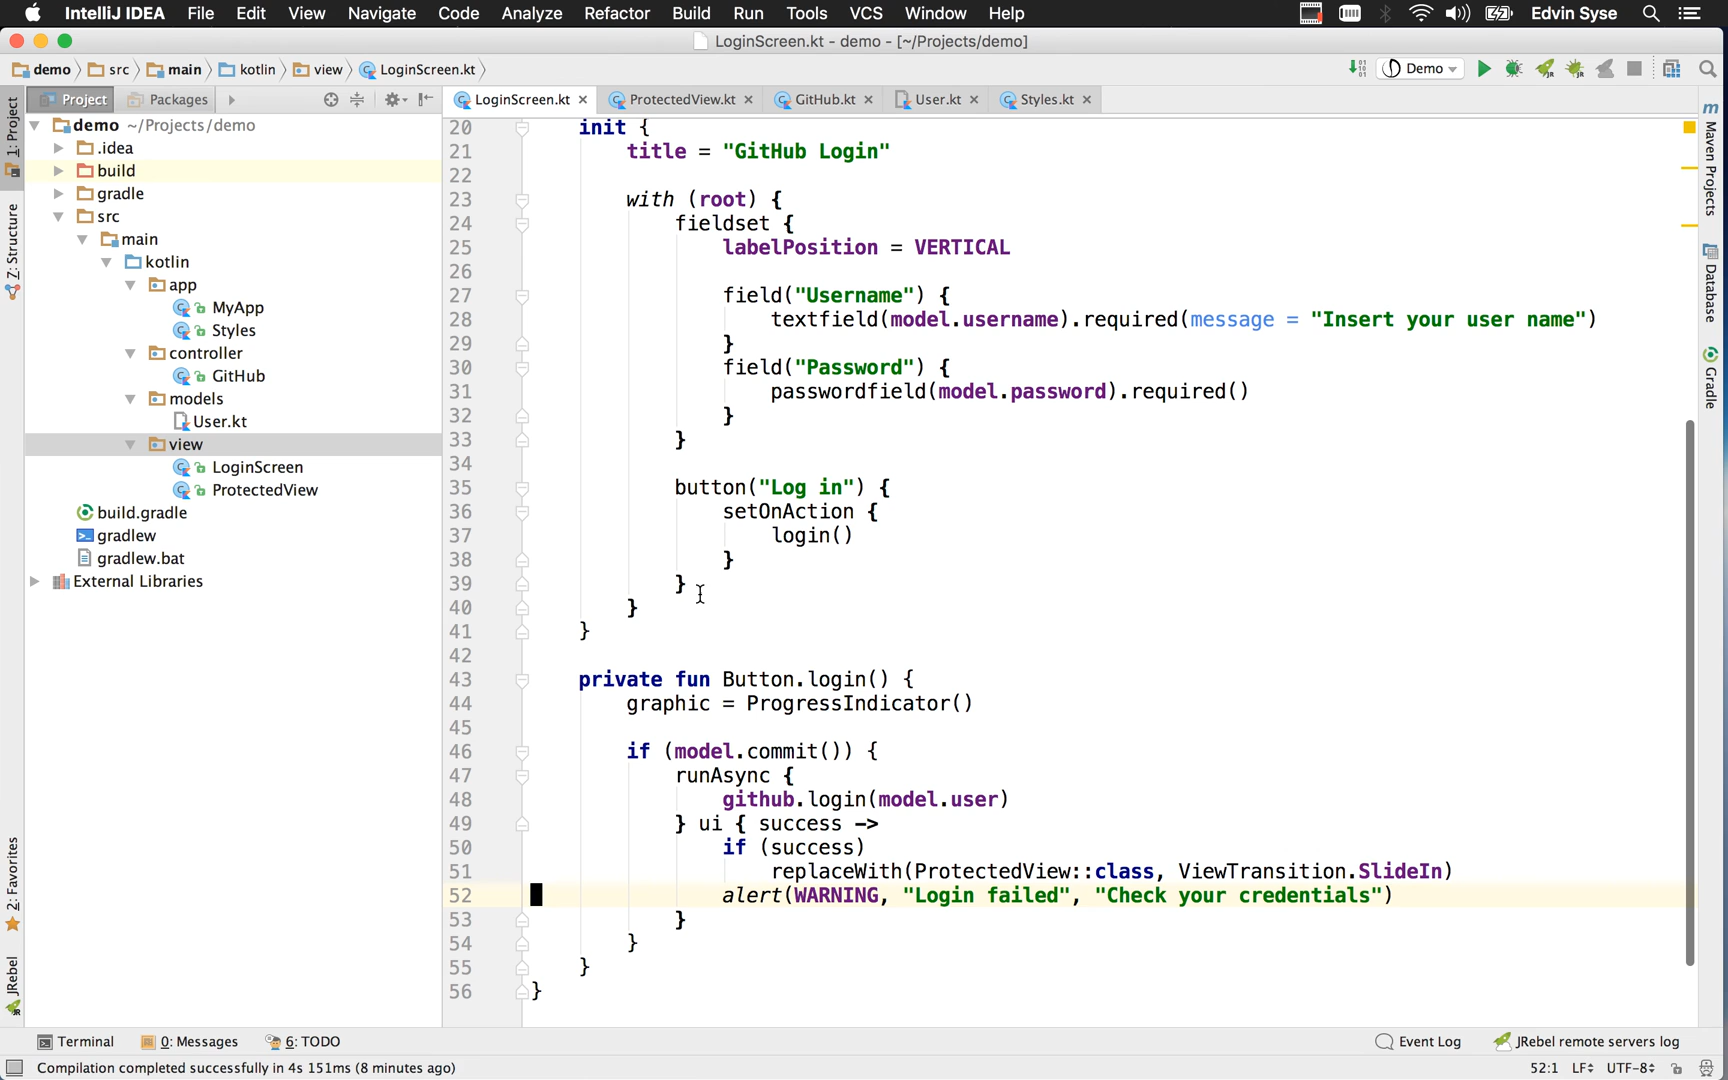 IntelliJ IDEA File Edit View Navigate Code Analyze Refactor Build Run Tools VCS Window Help Edvin Syse
LoginScreen.kt - demo - [~/Projects/demo]
demo src main kotlin view LoginScreen.kt Demo
Project Packages LoginScreen.kt ProtectedView.kt GitHub.kt User.kt Styles.kt
1: Project
Z: Structure
2: Favorites
JRebel
demo ~/Projects/demo
.idea
build
gradle
src
main
kotlin
app
MyApp
Styles
controller
GitHub
models
User.kt
view
LoginScreen
ProtectedView
build.gradle
gradlew
gradlew.bat
External Libraries
20 init {
21 title = "GitHub Login"
22
23 with (root) {
24 fieldset {
25 labelPosition = VERTICAL
26
27 field("Username") {
28 textfield(model.username).required(message = "Insert your user name")
29 }
30 field("Password") {
31 passwordfield(model.password).required()
32 }
33 }
34
35 button("Log in") {
36 setOnAction {
37 login()
38 }
39 }
40 }
41 }
42
43 private fun Button.login() {
44 graphic = ProgressIndicator()
45
46 if (model.commit()) {
47 runAsync {
48 github.login(model.user)
49 } ui { success ->
50 if (success)
51 replaceWith(ProtectedView::class, ViewTransition.SlideIn)
52 alert(WARNING, "Login failed", "Check your credentials")
53 }
54 }
55 }
56 }
Maven Projects
Database
Gradle
Terminal 0: Messages 6: TODO Event Log JRebel remote servers log
Compilation completed successfully in 4s 151ms (8 minutes ago) 52:1 LF UTF-8